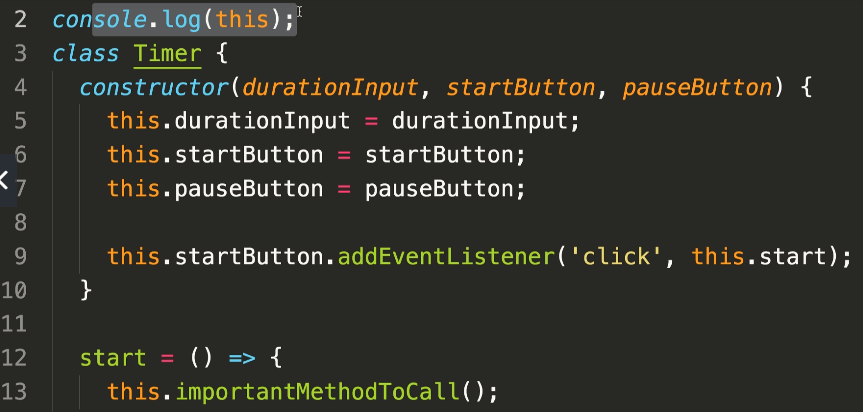 2 console.log(this);
3 class Timer {
4 constructor(durationInput, startButton, pauseButton) {
5 this.durationInput = durationInput;
6 this.startButton = startButton;
7 this.pauseButton = pauseButton;
8
9 this.startButton.addEventListener('click', this.start);
10 }
11
12 start = () => {
13 this.importantMethodToCall();